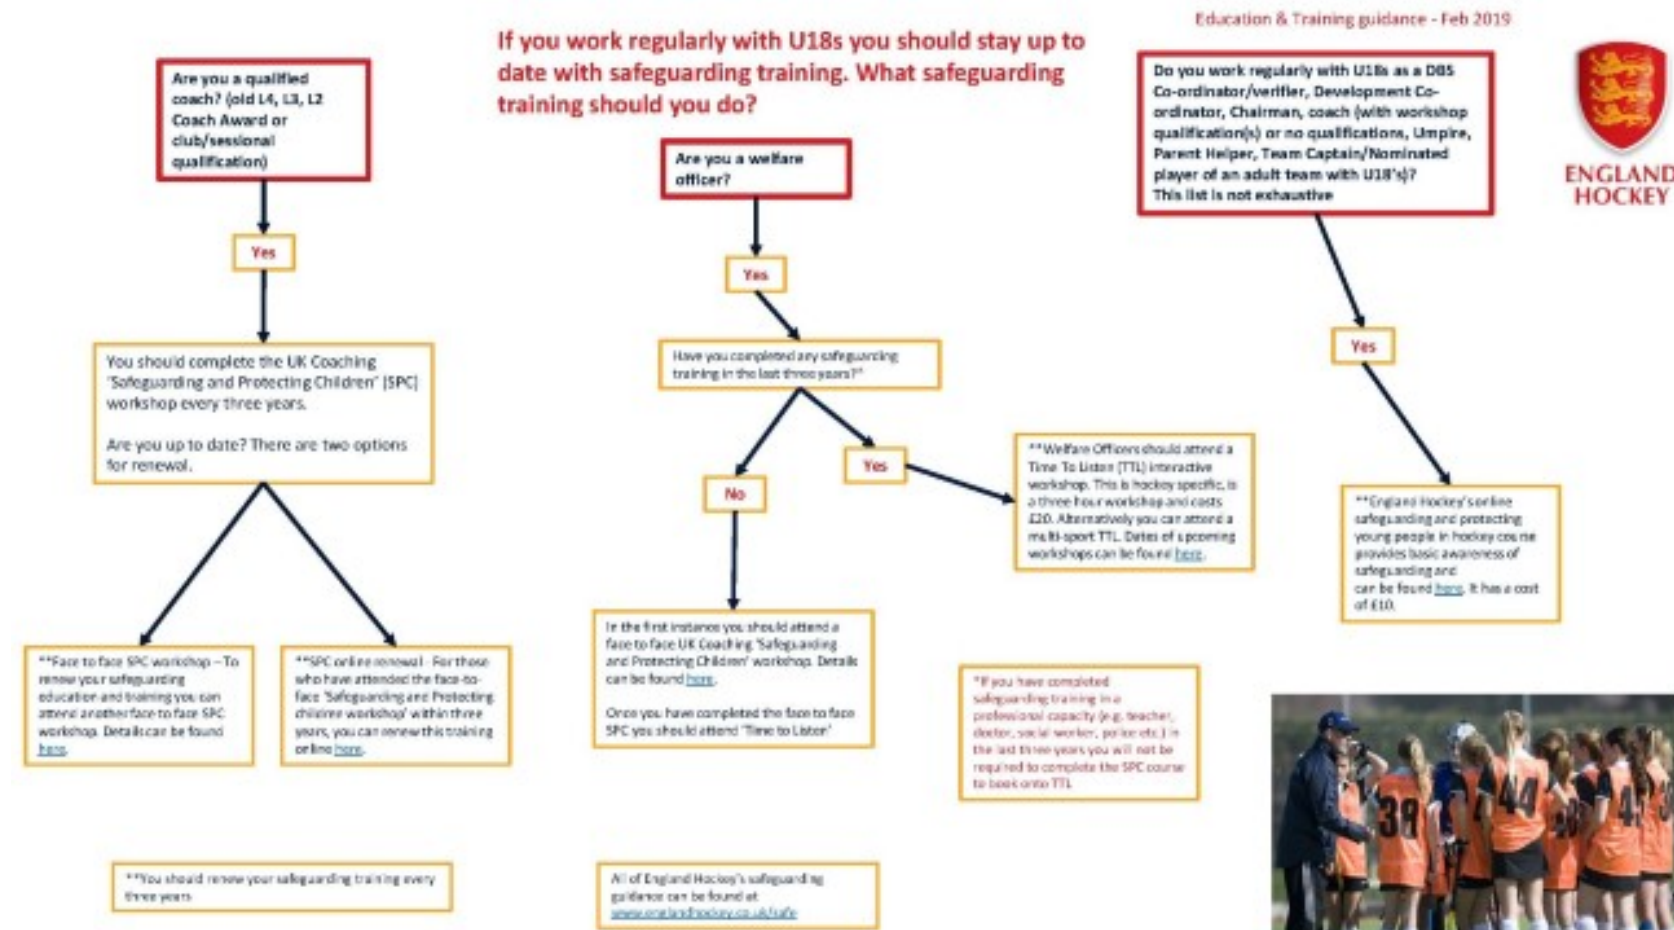 Education & Training guidance - Feb 2019
If you work regularly with U18s you should stay up to
date with safeguarding training. What safeguarding
training should you do?
ENGLAND
HOCKEY
Are you a qualified
coach? (old L4, L3, L2
Coach Award or
club/sessional
qualification)
Yes
You should complete the UK Coaching
'Safeguarding and Protecting Children' (SPC)
workshop every three years.
Are you up to date? There are two options
for renewal.
**Face to face SPC workshop – To
renew your safeguarding
education and training you can
attend another face to face SPC
workshop. Details can be found
here.
**SPC online renewal - For those
who have attended the face-to-
face 'Safeguarding and Protecting
children workshop' within three
years, you can renew this training
online here.
**You should renew your safeguarding training every
three years
Are you a welfare
officer?
Yes
Have you completed any safeguarding
training in the last three years?*
No
Yes
In the first instance you should attend a
face to face UK Coaching 'Safeguarding
and Protecting Children' workshop. Details
can be found here.
Once you have completed the face to face
SPC you should attend 'Time to Listen'
**Welfare Officers should attend a
Time To Listen (TTL) interactive
workshop. This is hockey specific, is
a three hour workshop and costs
£20. Alternatively you can attend a
multi-sport TTL. Dates of upcoming
workshops can be found here.
*If you have completed
safeguarding training in a
professional capacity (e.g. teacher,
doctor, social worker, police etc.) in
the last three years you will not be
required to complete the SPC course
to book onto TTL
All of England Hockey's safeguarding
guidance can be found at
www.englandhockey.co.uk/safe
Do you work regularly with U18s as a DBS
Co-ordinator/verifier, Development Co-
ordinator, Chairman, coach (with workshop
qualification(s) or no qualifications, Umpire,
Parent Helper, Team Captain/Nominated
player of an adult team with U18's)?
This list is not exhaustive
Yes
**England Hockey's online
safeguarding and protecting
young people in hockey course
provides basic awareness of
safeguarding and
can be found here. It has a cost
of £10.
38
44